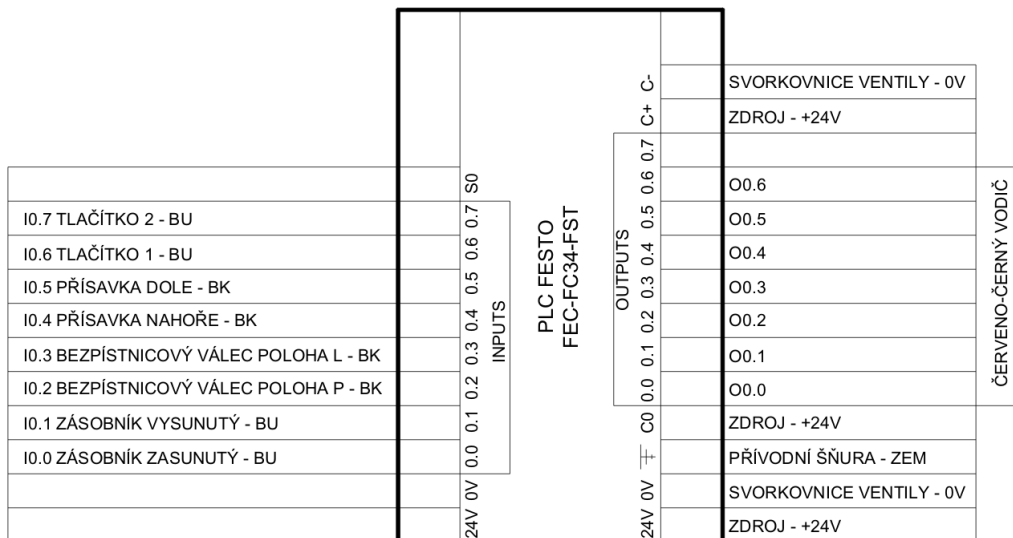 I0.7 TLAČÍTKO 2 - BU
I0.6 TLAČÍTKO 1 - BU
I0.5 PŘÍSAVKA DOLE - BK
I0.4 PŘÍSAVKA NAHOŘE - BK
I0.3 BEZPÍSTNICOVÝ VÁLEC POLOHA L - BK
I0.2 BEZPÍSTNICOVÝ VÁLEC POLOHA P - BK
I0.1 ZÁSOBNÍK VYSUNUTÝ - BU
I0.0 ZÁSOBNÍK ZASUNUTÝ - BU
24V 0V 0.0 0.1 0.2 0.3 0.4 0.5 0.6 0.7 S0
INPUTS
PLC FESTO
FEC-FC34-FST
OUTPUTS
24V 0V C0 0.0 0.1 0.2 0.3 0.4 0.5 0.6 0.7 C+ C-
SVORKOVNICE VENTILY - 0V
ZDROJ - +24V
O0.6
O0.5
O0.4
O0.3
O0.2
O0.1
O0.0
ZDROJ - +24V
PŘÍVODNÍ ŠŇURA - ZEM
SVORKOVNICE VENTILY - 0V
ZDROJ - +24V
ČERVENO-ČERNÝ VODIČ